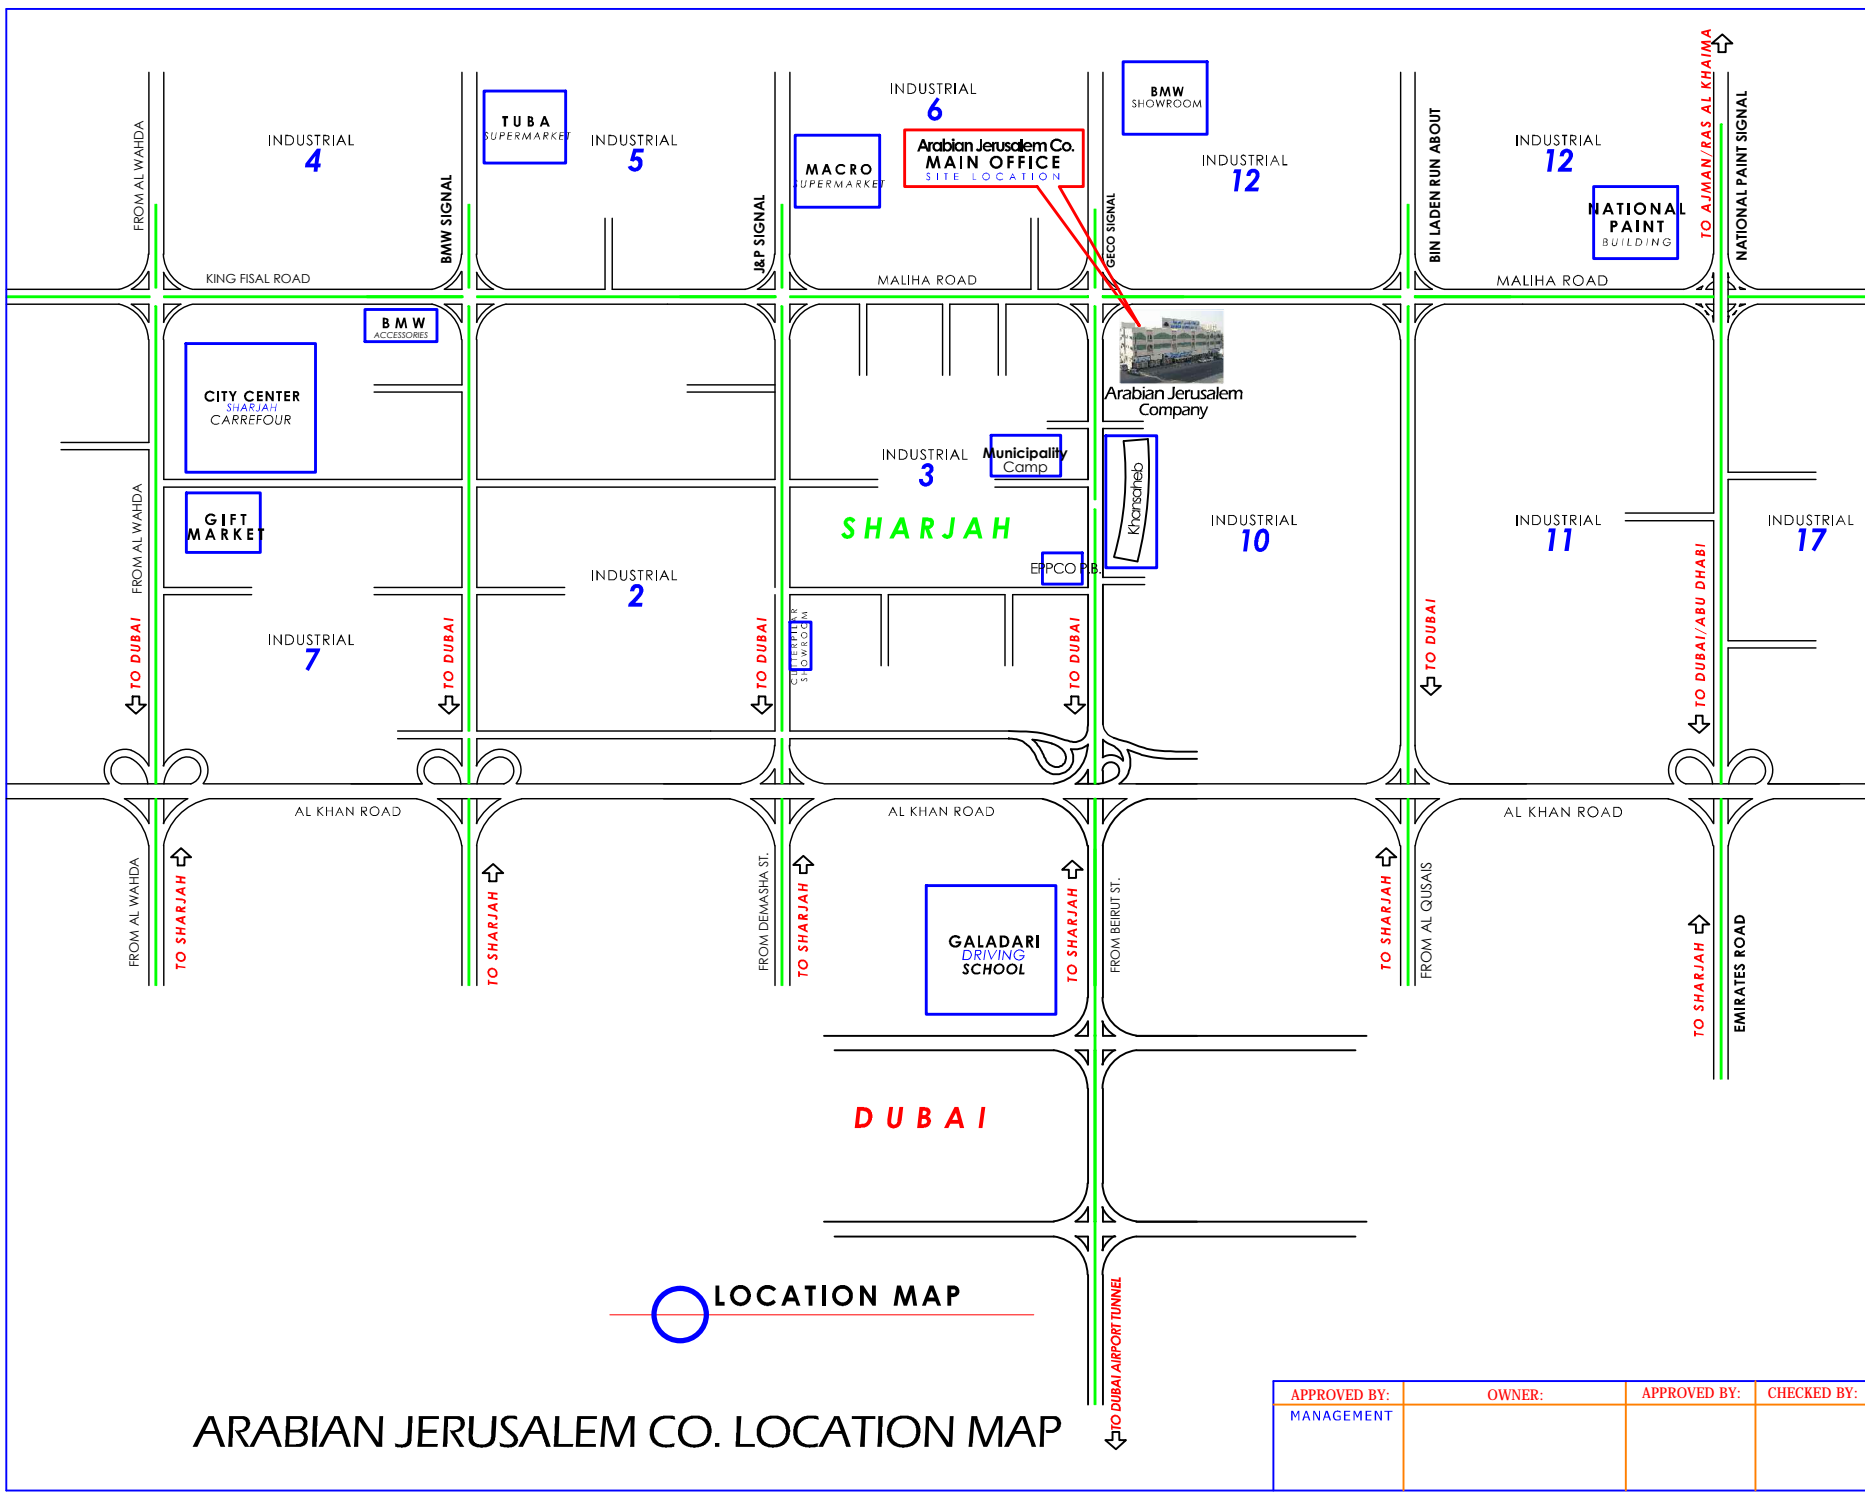 TO AJMAN/RAS AL KHAIMA
NATIONAL PAINT SIGNAL
BIN LADEN RUN ABOUT
FROM AL WAHDA
INDUSTRIAL
4
BMW SIGNAL
TUBA
SUPERMARKET
INDUSTRIAL
5
J&P SIGNAL
MACRO
SUPERMARKET
INDUSTRIAL
6
Arabian Jerusalem Co.
MAIN OFFICE
SITE LOCATION
GECO SIGNAL
BMW
SHOWROOM
INDUSTRIAL
12
INDUSTRIAL
12
NATIONAL
PAINT
BUILDING
KING FISAL ROAD
MALIHA ROAD
MALIHA ROAD
BMW
ACCESSORIES
CITY CENTER
SHARJAH
CARREFOUR
Arabian Jerusalem
Company
INDUSTRIAL
3
Municipality
Camp
Khansaheb
FROM AL WAHDA
GIFT
MARKET
SHARJAH
INDUSTRIAL
10
INDUSTRIAL
11
INDUSTRIAL
17
EPPCO P.B.
INDUSTRIAL
2
INDUSTRIAL
7
CUTTERPILAR
SHOWROOM
TO DUBAI
TO DUBAI
TO DUBAI
TO DUBAI
TO DUBAI
TO DUBAI/ABU DHABI
AL KHAN ROAD
AL KHAN ROAD
AL KHAN ROAD
FROM AL WAHDA
TO SHARJAH
TO SHARJAH
FROM DEMASHA ST.
TO SHARJAH
GALADARI
DRIVING
SCHOOL
TO SHARJAH
FROM BEIRUT ST.
TO SHARJAH
FROM AL QUSAIS
TO SHARJAH
EMIRATES ROAD
DUBAI
LOCATION MAP
TO DUBAI AIRPORT TUNNEL
ARABIAN JERUSALEM CO. LOCATION MAP
APPROVED BY:
OWNER:
APPROVED BY:
CHECKED BY:
MANAGEMENT